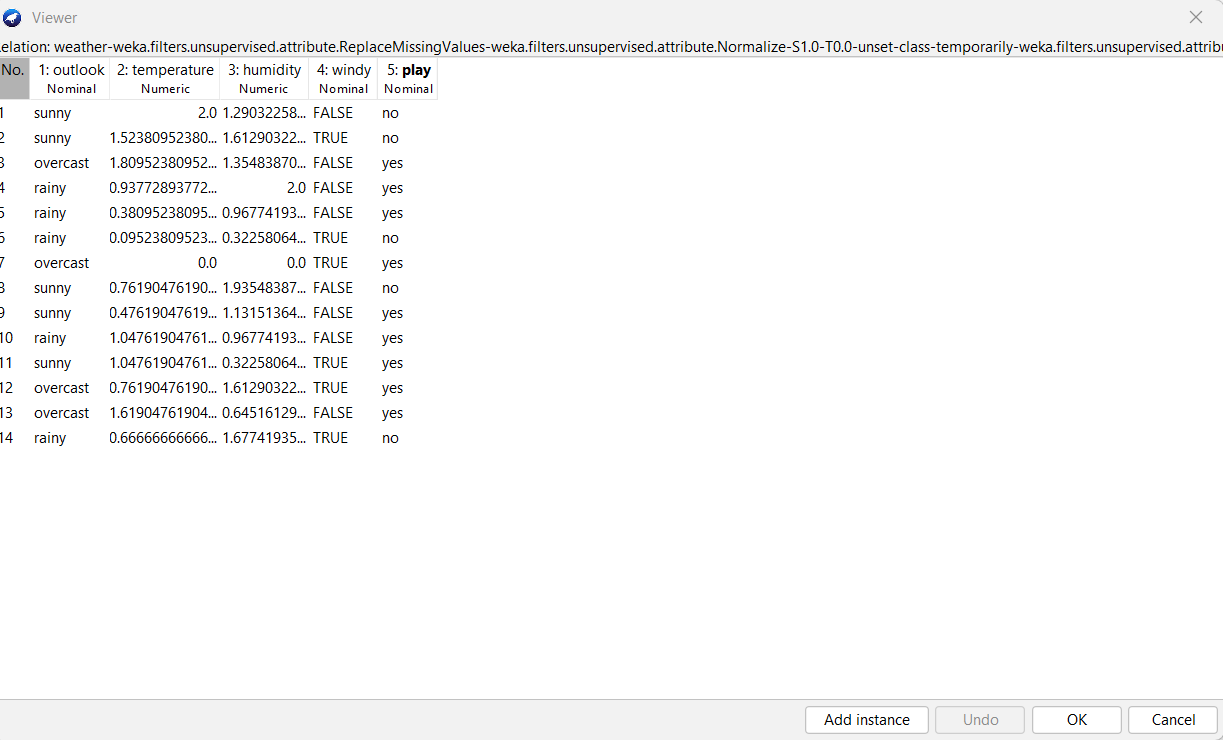 Viewer
.elation: weather-weka.filters.unsupervised.attribute.ReplaceMissingValues-weka.filters.unsupervised.attribute.Normalize-S1.0-T0.0-unset-class-temporarily-weka.filters.unsupervised.attribu
No. 1: outlook 2: temperature 3: humidity 4: windy 5: play
Nominal Numeric Numeric Nominal Nominal
1 sunny 2.0 1.29032258... FALSE no
2 sunny 1.52380952380... 1.61290322... TRUE no
3 overcast 1.80952380952... 1.35483870... FALSE yes
4 rainy 0.93772893772... 2.0 FALSE yes
5 rainy 0.38095238095... 0.96774193... FALSE yes
6 rainy 0.09523809523... 0.32258064... TRUE no
7 overcast 0.0 0.0 TRUE yes
8 sunny 0.76190476190... 1.93548387... FALSE no
9 sunny 0.47619047619... 1.13151364... FALSE yes
10 rainy 1.04761904761... 0.96774193... FALSE yes
11 sunny 1.04761904761... 0.32258064... TRUE yes
12 overcast 0.76190476190... 1.61290322... TRUE yes
13 overcast 1.61904761904... 0.64516129... FALSE yes
14 rainy 0.66666666666... 1.67741935... TRUE no
Add instance Undo OK Cancel